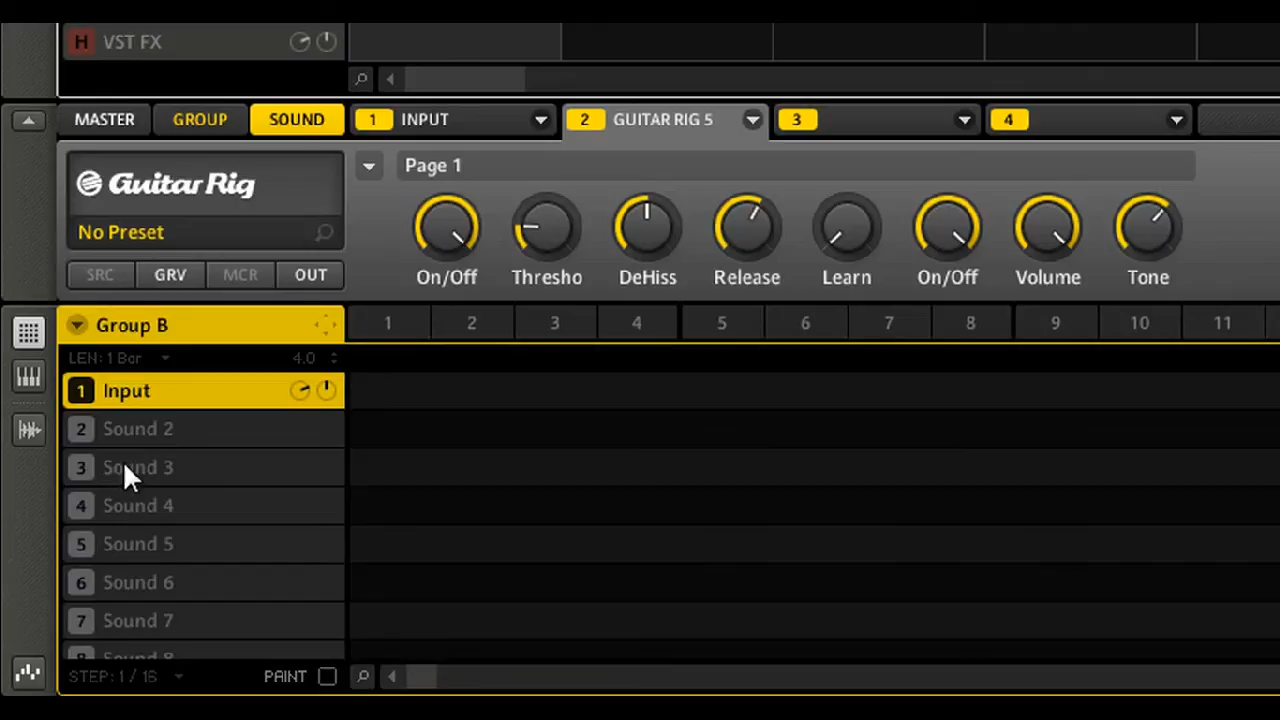 H VST FX
MASTER GROUP SOUND 1 INPUT 2 GUITAR RIG 5 3 4
Guitar Rig
Page 1
No Preset
SRC GRV MCR OUT
On/Off Thresho DeHiss Release Learn On/Off Volume Tone
Group B 1 2 3 4 5 6 7 8 9 10 11
LEN: 1 Bar 4.0
1 Input
2 Sound 2
3 Sound 3
4 Sound 4
5 Sound 5
6 Sound 6
7 Sound 7
8 Sound 8
STEP: 1 / 16 PAINT